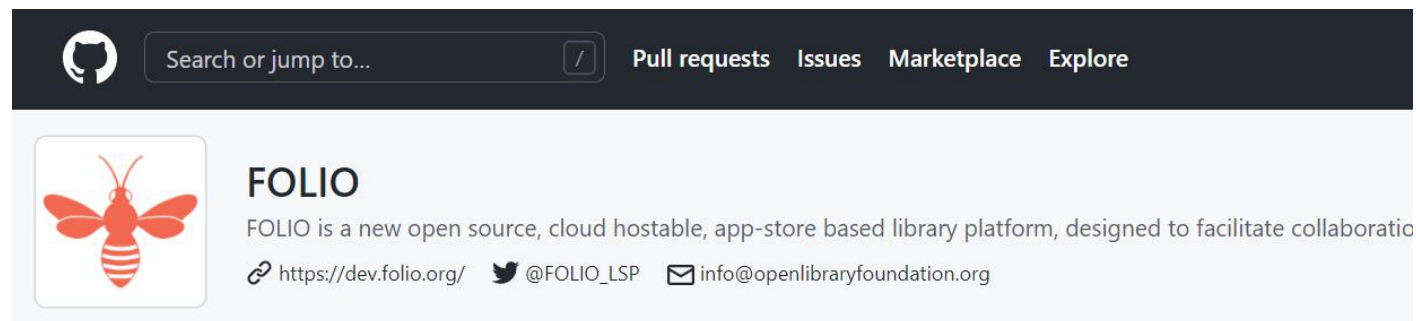 Search or jump to... / Pull requests Issues Marketplace Explore
FOLIO
FOLIO is a new open source, cloud hostable, app-store based library platform, designed to facilitate collaboratio
https://dev.folio.org/ @FOLIO_LSP info@openlibraryfoundation.org